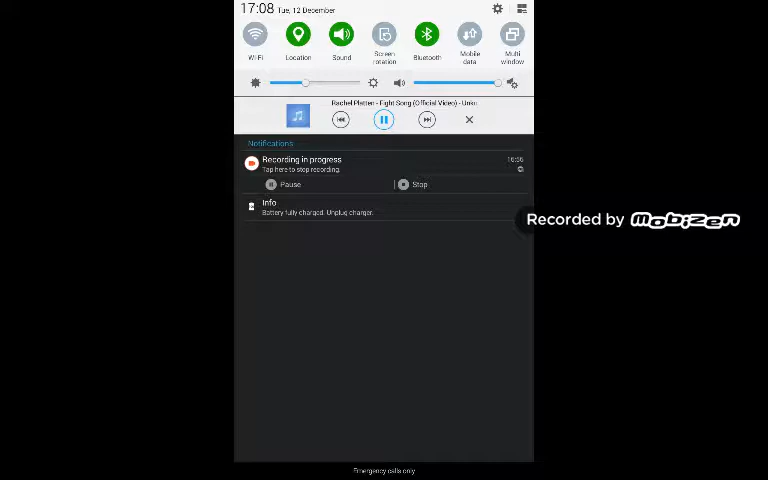 17:08 Tue, 12 December
Wi-Fi
Location
Sound
Screen rotation
Bluetooth
Mobile data
Multi window
Rachel Platten - Fight Song (Official Video) - Unkn
Notifications
Recording in progress
Tap here to stop recording.
Pause
Stop
Info
Battery fully charged. Unplug charger.
Recorded by Mobizen
Emergency calls only